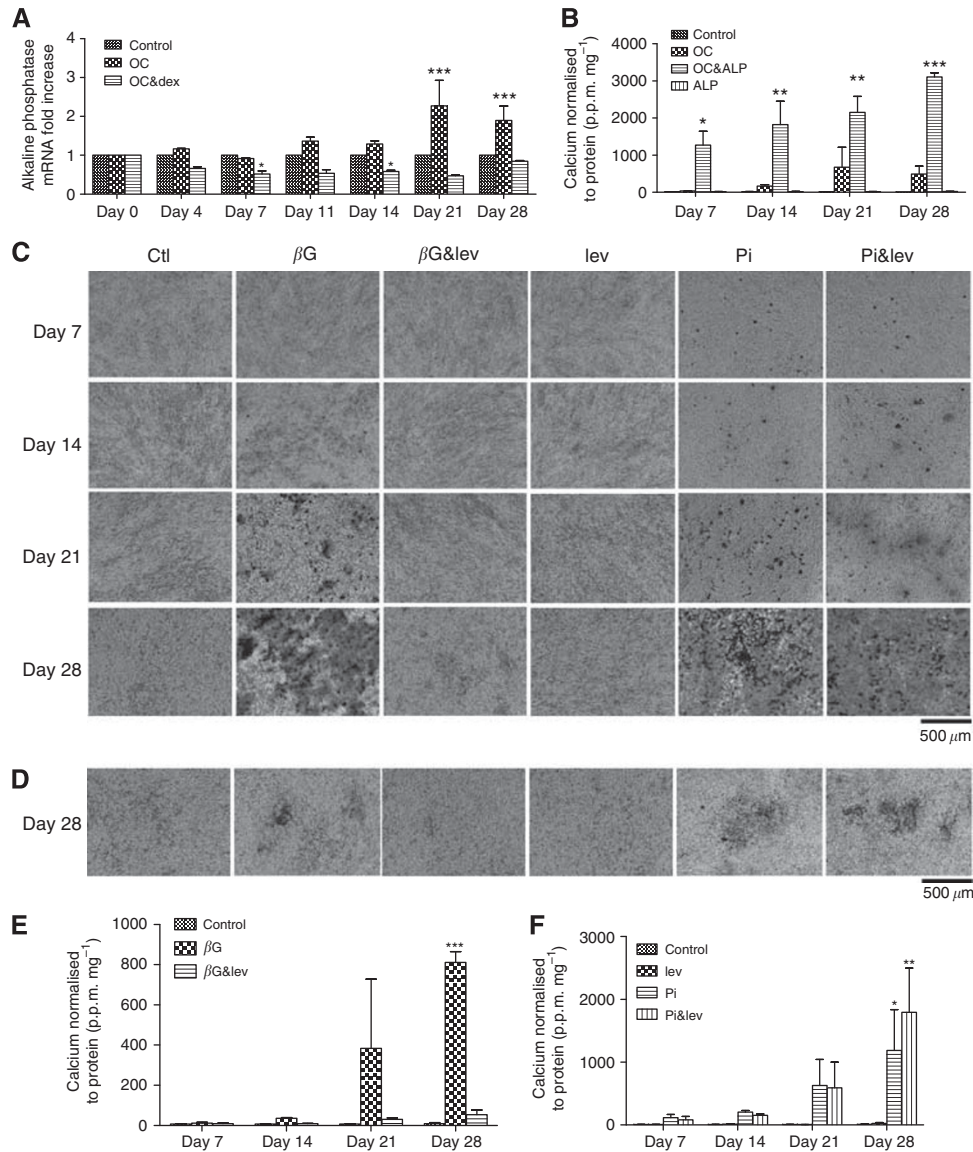 A
Alkaline phosphatase
mRNA fold increase
4
3
2
1
0
Control
OC
OC&dex
*
*
***
***
Day 0
Day 4
Day 7
Day 11
Day 14
Day 21
Day 28
B
Calcium normalised
to protein (p.p.m. mg⁻¹)
4000
3000
2000
1000
0
Control
OC
OC&ALP
ALP
*
**
**
***
Day 7
Day 14
Day 21
Day 28
C
Ctl
βG
βG&lev
lev
Pi
Pi&lev
Day 7
Day 14
Day 21
Day 28
500 μm
D
Day 28
500 μm
E
Calcium normalised
to protein (p.p.m. mg⁻¹)
1000
800
600
400
200
0
Control
βG
βG&lev
***
Day 7
Day 14
Day 21
Day 28
F
Calcium normalised
to protein (p.p.m. mg⁻¹)
3000
2000
1000
0
Control
lev
Pi
Pi&lev
*
**
Day 7
Day 14
Day 21
Day 28